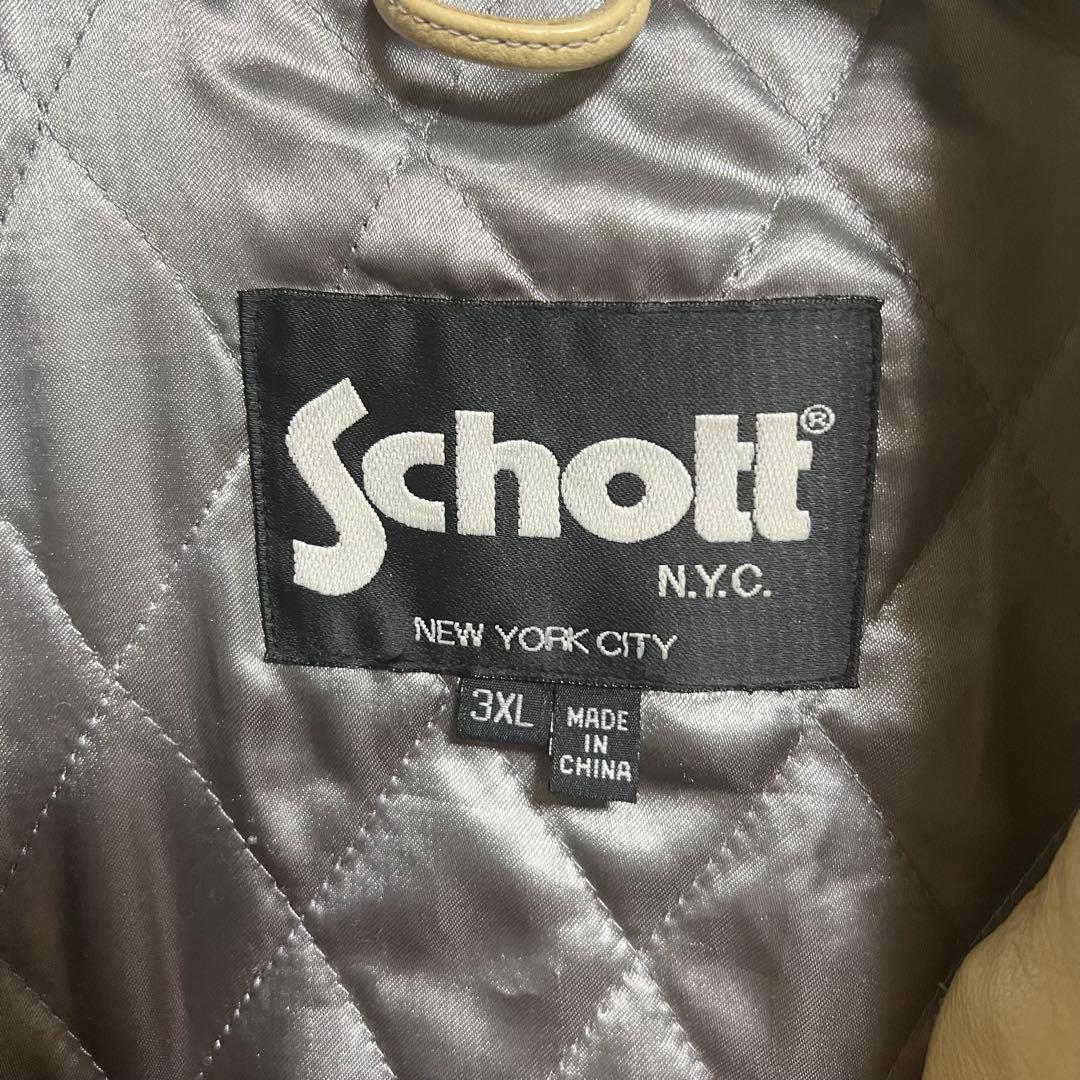 Schott®
N.Y.C.
NEW YORK CITY
3XL
MADE
IN
CHINA